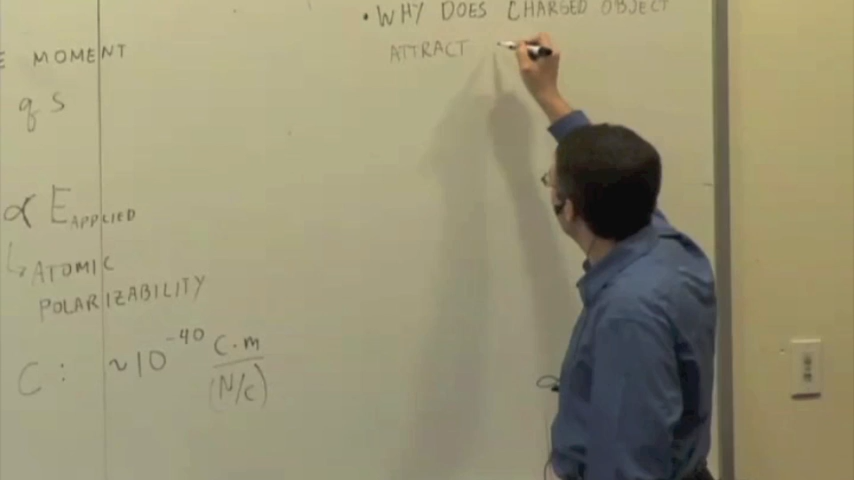 MOMENT
q s
α E APPLIED
↳ ATOMIC
POLARIZABILITY
C : ~10⁻⁴⁰ C·m/(N/C)
• WHY DOES CHARGED OBJECT
ATTRACT